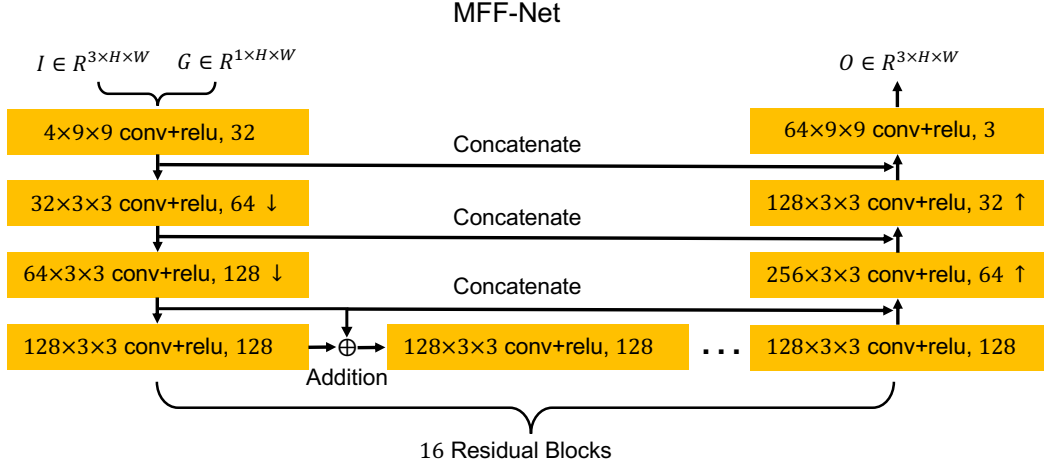 MFF-Net
I ∈ R^{3×H×W} G ∈ R^{1×H×W} O ∈ R^{3×H×W}
4×9×9 conv+relu, 32
Concatenate
64×9×9 conv+relu, 3
32×3×3 conv+relu, 64 ↓
Concatenate
128×3×3 conv+relu, 32 ↑
64×3×3 conv+relu, 128 ↓
Concatenate
256×3×3 conv+relu, 64 ↑
128×3×3 conv+relu, 128
⊕
128×3×3 conv+relu, 128
...
128×3×3 conv+relu, 128
Addition
16 Residual Blocks